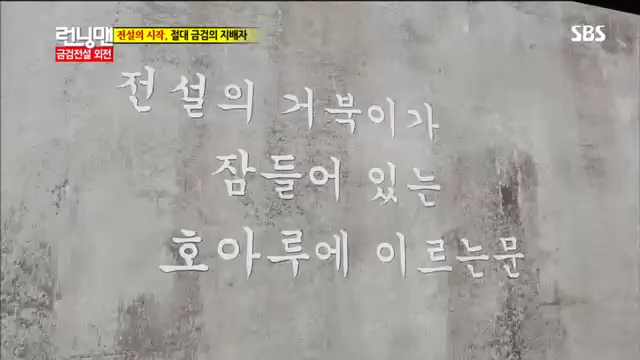 런닝맨 전설의 시작, 절대 금검의 지배자 SBS
금검전설 외전
전설의 거북이가
잠들어 있는
호아루에 이르는문